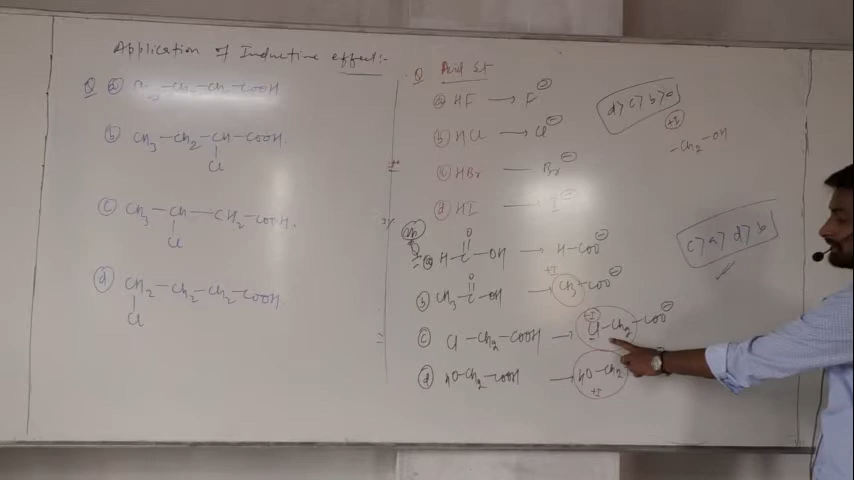 Application of Inductive effect:-
Q a CH3-CH2-CH2-COOH
b CH3-CH2-CH-COOH
Cl
c CH3-CH-CH2-COOH
Cl
d CH2-CH2-CH2-COOH
Cl
Q Acid St
a HF → F⊖
b HCl → Cl⊖
c HBr — Br⊖
d HI → I⊖
d > c > b > a
+I
-CH2-OH
O
a H-C-OH → H-COO⊖
O
+I
b CH3-C-OH → CH3-COO⊖
c > a > d > b
-I
c Cl-CH2-COOH → Cl-CH2-COO⊖
d HO-CH2-COOH → HO-CH2
+I